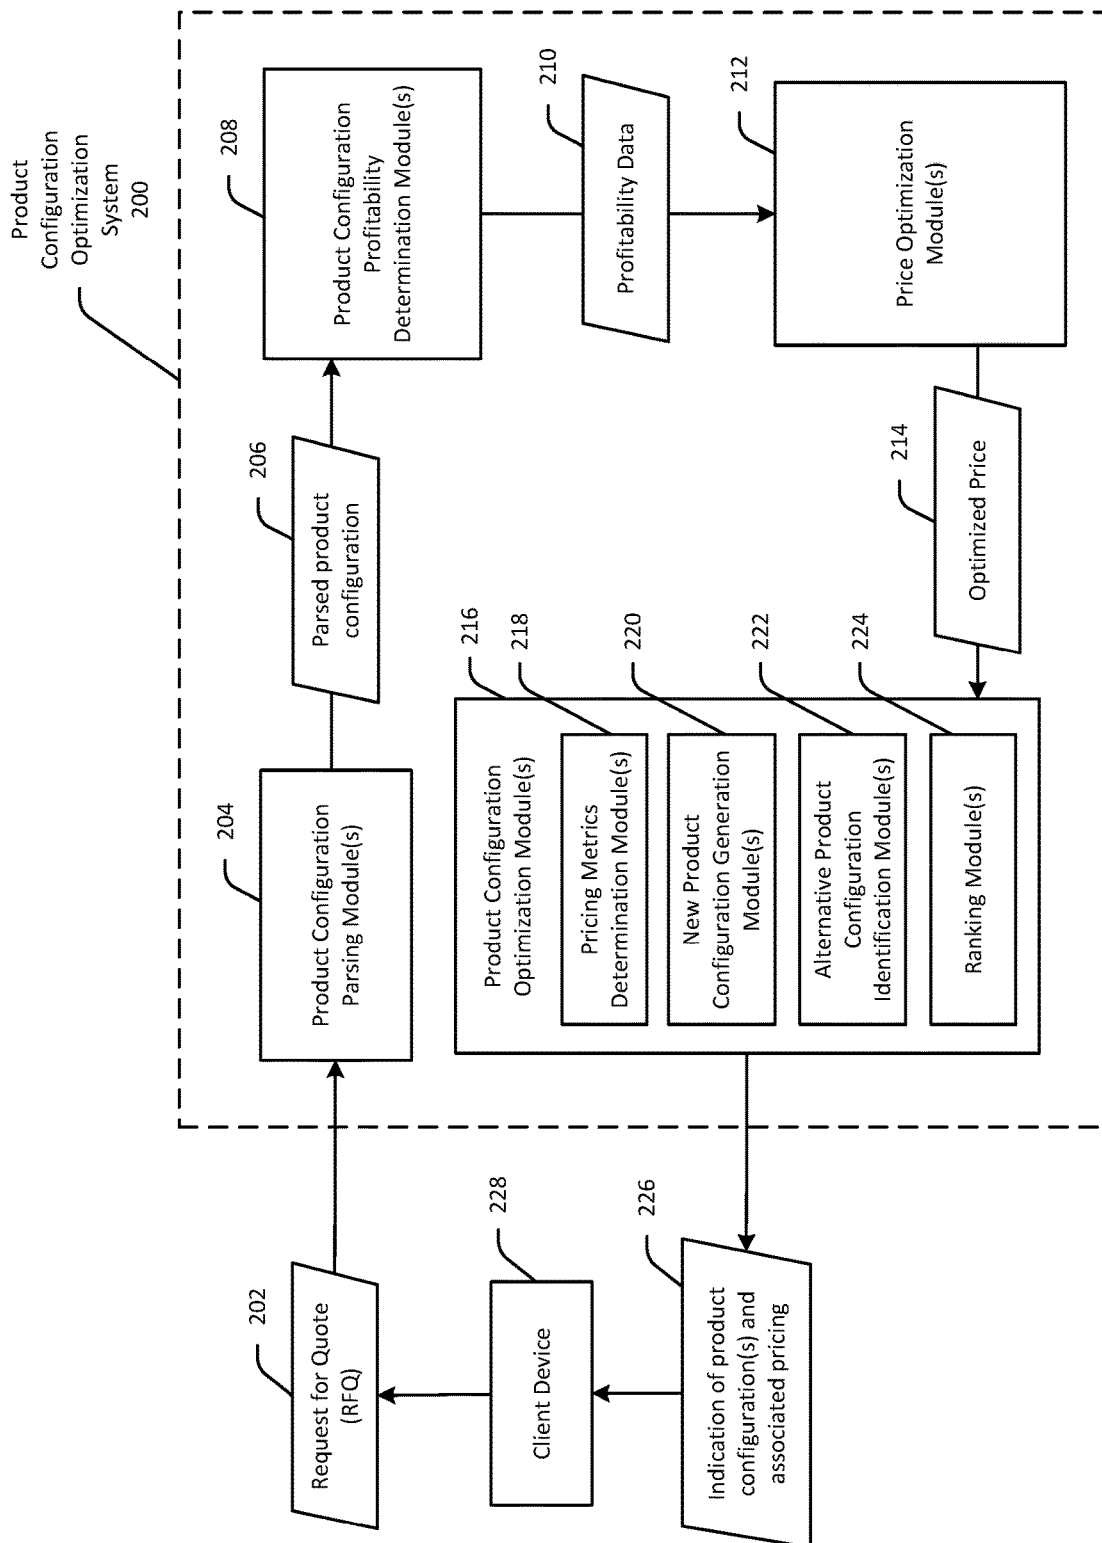 Product
Configuration
Optimization
System
200
202
Request for Quote
(RFQ)
204
Product Configuration
Parsing Module(s)
206
Parsed product
configuration
208
Product Configuration
Profitability
Determination Module(s)
228
Client Device
216
Product Configuration
Optimization Module(s)
218
Pricing Metrics
Determination Module(s)
220
New Product
Configuration Generation
Module(s)
222
Alternative Product
Configuration
Identification Module(s)
224
Ranking Module(s)
210
Profitability Data
212
Price Optimization
Module(s)
214
Optimized Price
226
Indication of product
configuration(s) and
associated pricing